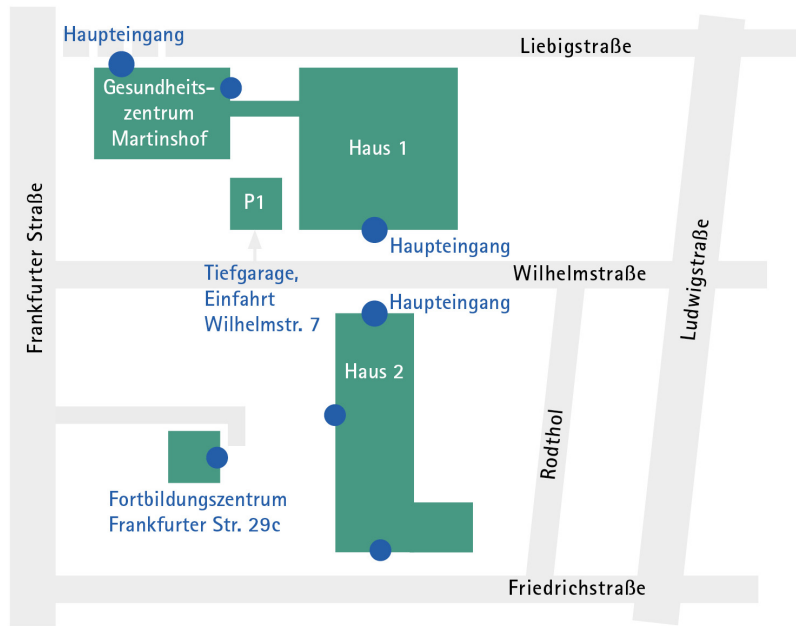 Haupteingang
Liebigstraße
Gesundheits-
zentrum
Martinshof
Haus 1
P1
Haupteingang
Frankfurter Straße
Tiefgarage,
Einfahrt
Wilhelmstr. 7
Wilhelmstraße
Ludwigstraße
Haupteingang
Haus 2
Rodthol
Fortbildungszentrum
Frankfurter Str. 29c
Friedrichstraße